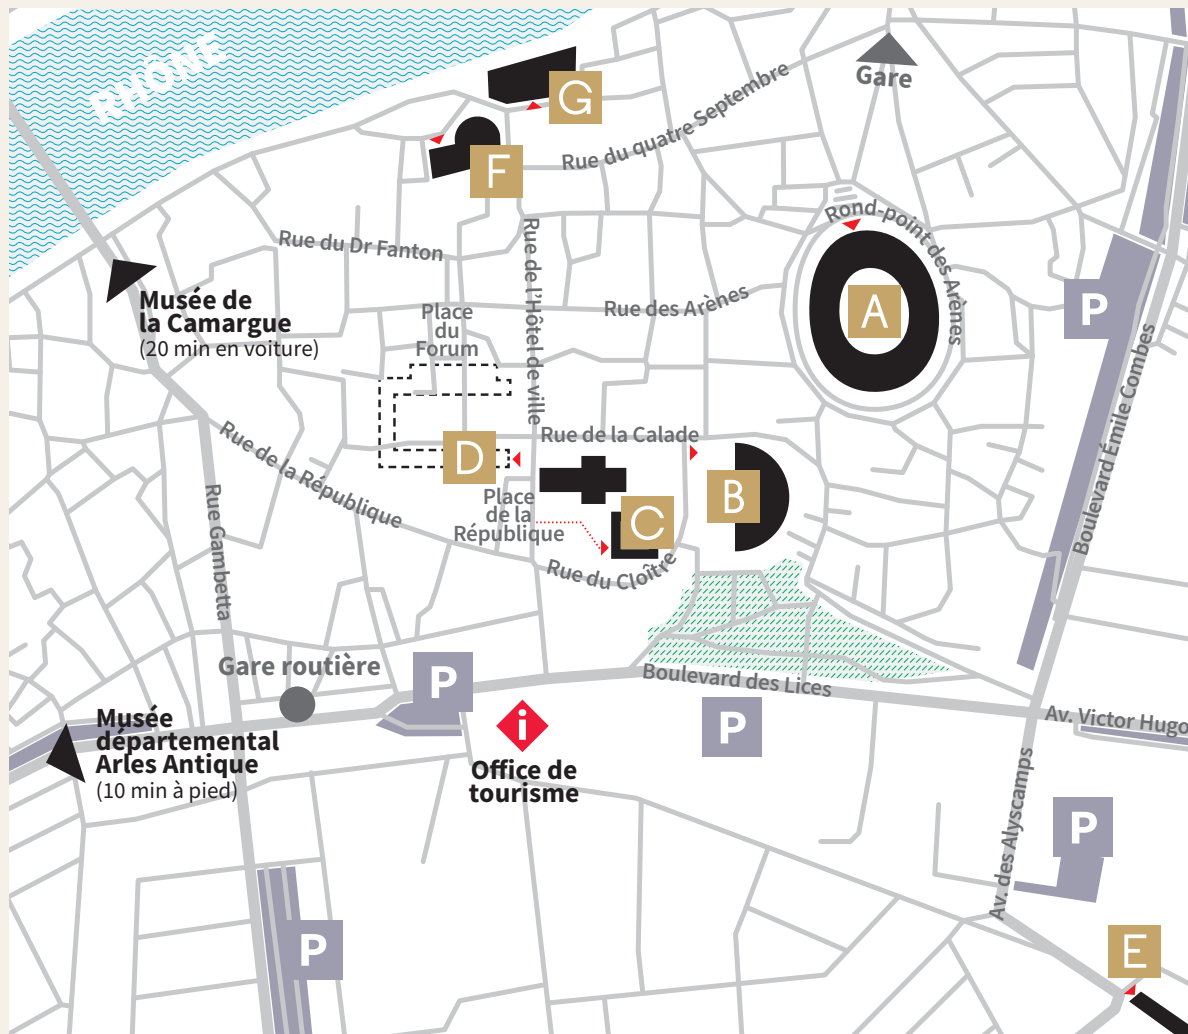 RHÔNE
G
Gare
Rue du quatre Septembre
F
Rond-point des Arènes
Rue du Dr Fanton
Rue de l'Hôtel de ville
Musée de
la Camargue
(20 min en voiture)
Place
du
Forum
Rue des Arènes
A
P
Boulevard Émile Combes
Rue de la République
D
Rue de la Calade
B
Place
de la
République
C
Rue du Cloître
Rue Gambetta
Gare routière
P
Boulevard des Lices
P
Av. Victor Hugo
Musée
départemental
Arles Antique
(10 min à pied)
i
Office de
tourisme
Av. des Alyscamps
P
P
E